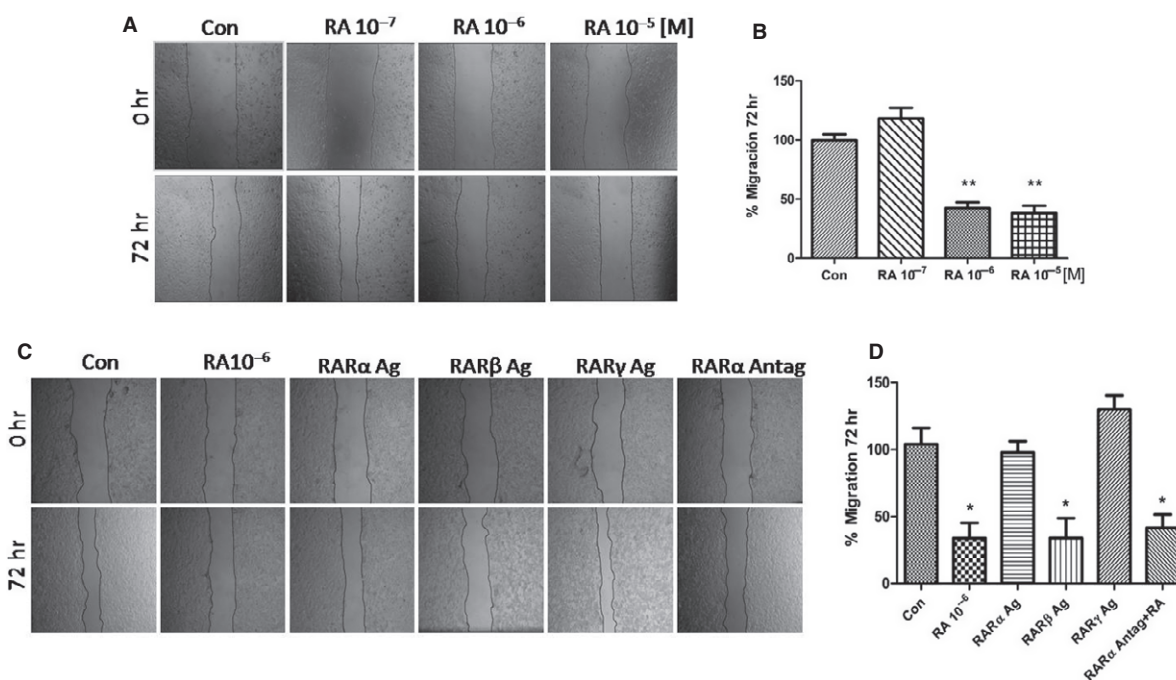 A
Con RA 10⁻⁷ RA 10⁻⁶ RA 10⁻⁵ [M]
0 hr
72 hr
B
% Migración 72 hr
150
100
50
0
** **
Con RA 10⁻⁷ RA 10⁻⁶ RA 10⁻⁵ [M]
C
Con RA10⁻⁶ RARα Ag RARβ Ag RARγ Ag RARα Antag
0 hr
72 hr
D
% Migration 72 hr
150
100
50
0
* * *
Con
RA 10⁻⁶
RARα Ag
RARβ Ag
RARγ Ag
RARα Antag+RA